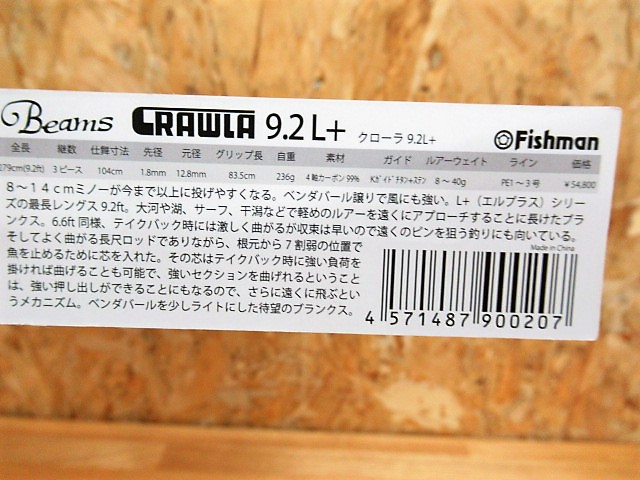 Beams CRAWLA 9.2L+ クローラ 9.2L+ Fishman
全長 継数 仕舞寸法 先径 元径 グリップ長 自重 素材 ガイド ルアーウェイト ライン 価格
279cm(9.2ft) 3ピース 104cm 1.8mm 12.8mm 83.5cm 236g 4軸カーボン99% Kガイドチタン+ステン 8～40g PE1～3号 ¥54,800
8～14cmミノーが今まで以上に投げやすくなる。ベンダバール譲りで風にも強い。L+（エルプラス）シリー
ズの最長レングス9.2ft。大河や湖、サーフ、干潟などで軽めのルアーを遠くにアプローチすることに長けたブラ
ンクス。6.6ft同様、テイクバック時には激しく曲がるが収束は早いので遠くのピンを狙う釣りにも向いている。
そしてよく曲がる長尺ロッドでありながら、根元から7割弱の位置で
Made in China
魚を止めるために芯を入れた。その芯はテイクバック時に強い負荷を
掛ければ曲げることも可能で、強いセクションを曲げれるということ
は、強い押し出しができることにもなるので、さらに遠くに飛ぶとい
うメカニズム。ベンダバールを少しライトにした待望のブランクス。
4 571487 900207